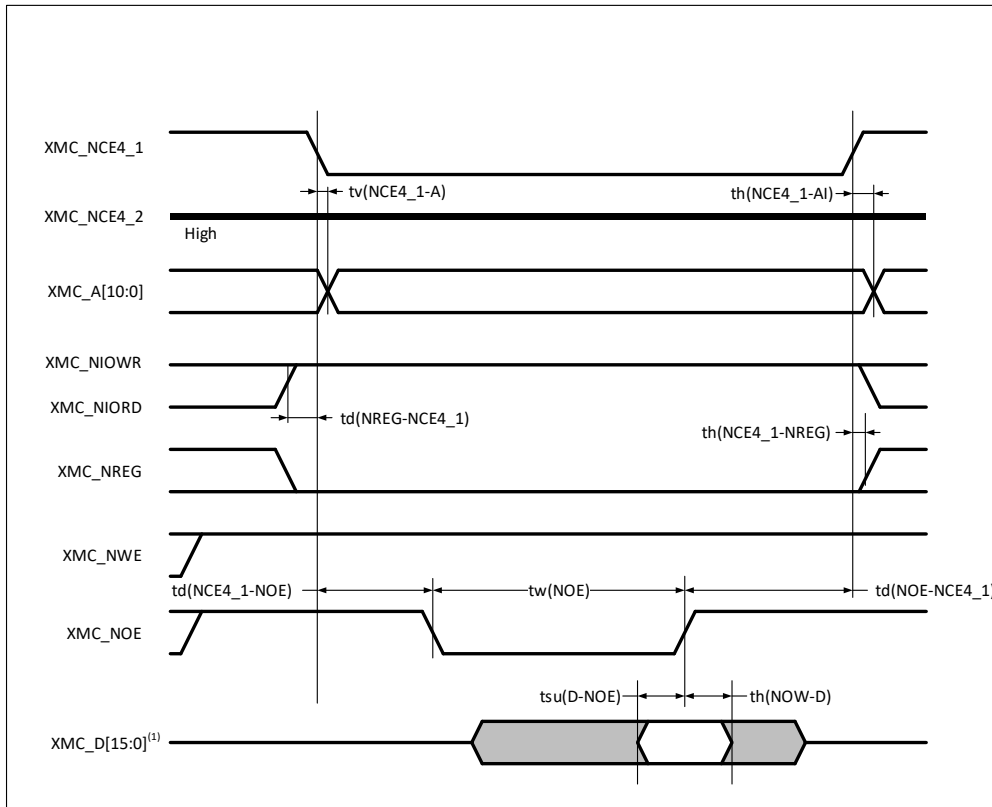 XMC_NCE4_1
tv(NCE4_1-A)
th(NCE4_1-AI)
XMC_NCE4_2
High
XMC_A[10:0]
XMC_NIOWR
XMC_NIORD
td(NREG-NCE4_1)
th(NCE4_1-NREG)
XMC_NREG
XMC_NWE
td(NCE4_1-NOE)
tw(NOE)
td(NOE-NCE4_1)
XMC_NOE
tsu(D-NOE)
th(NOW-D)
XMC_D[15:0](1)